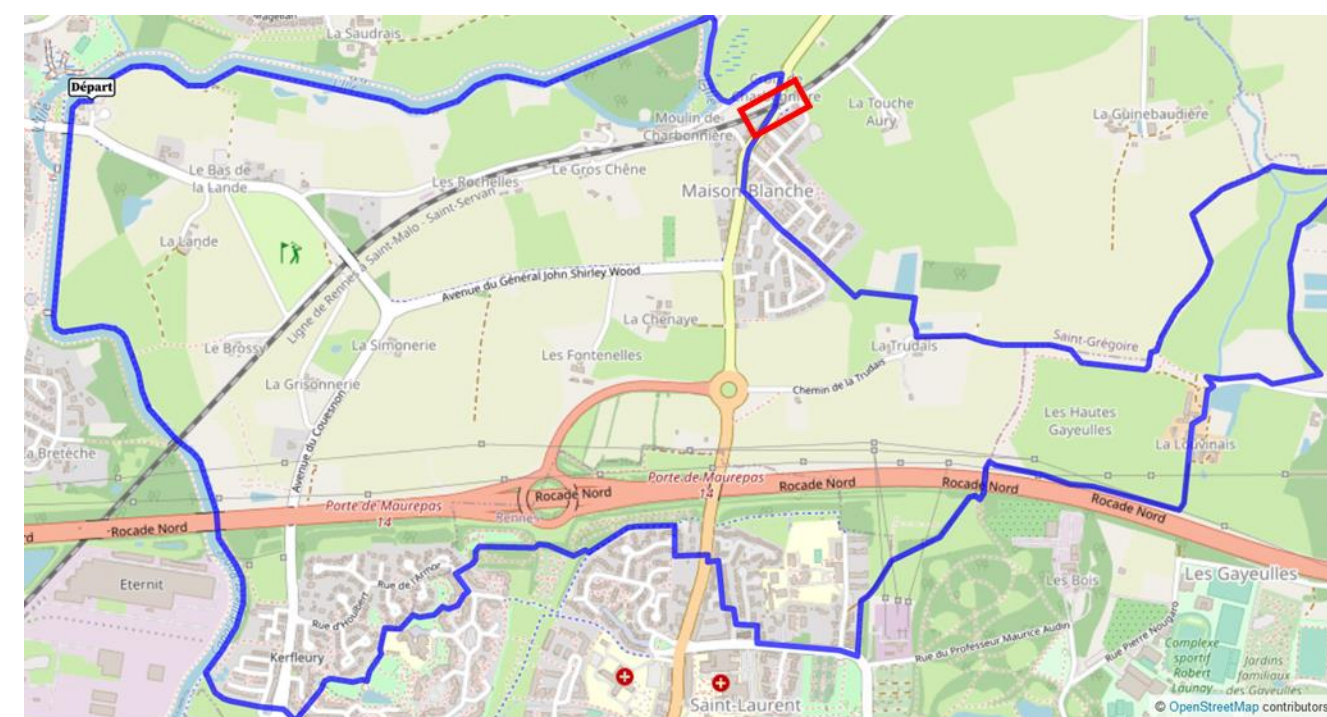 La Saudrais
l'Ille
Départ
La Touche
Aury
La Guinebaudière
Moulin de
Charbonnière
Le Bas de
la Lande
Les Rochelles
Le Gros Chêne
Maison Blanche
Ligne de Rennes à Saint-Malo - Saint-Servan
La Lande
Avenue du Général John Shirley Wood
La Chenaye
Le Brossy
La Simonerie
Les Fontenelles
La Trudais
Saint-Grégoire
La Grisonnerie
Chemin de la Trudais
Avenue du Couesnon
Les Hautes
Gayeulles
La Louvinais
a Bretèche
Porte de Maurepas
14
Rocade Nord
Rocade Nord
Rocade Nord
Rocade Nord
Porte de Maurepas
14
Rennes
Rocade Nord
Eternit
Rue de l'Armor
Rue d'Houlbert
Les Bois
Les Gayeulles
Kerfleury
Rue du Professeur Maurice Audin
Rue Pierre Nougaro
Complexe
sportif
Robert
Launay
Jardins
familiaux
des Gayeulles
Saint-Laurent
© OpenStreetMap contributors